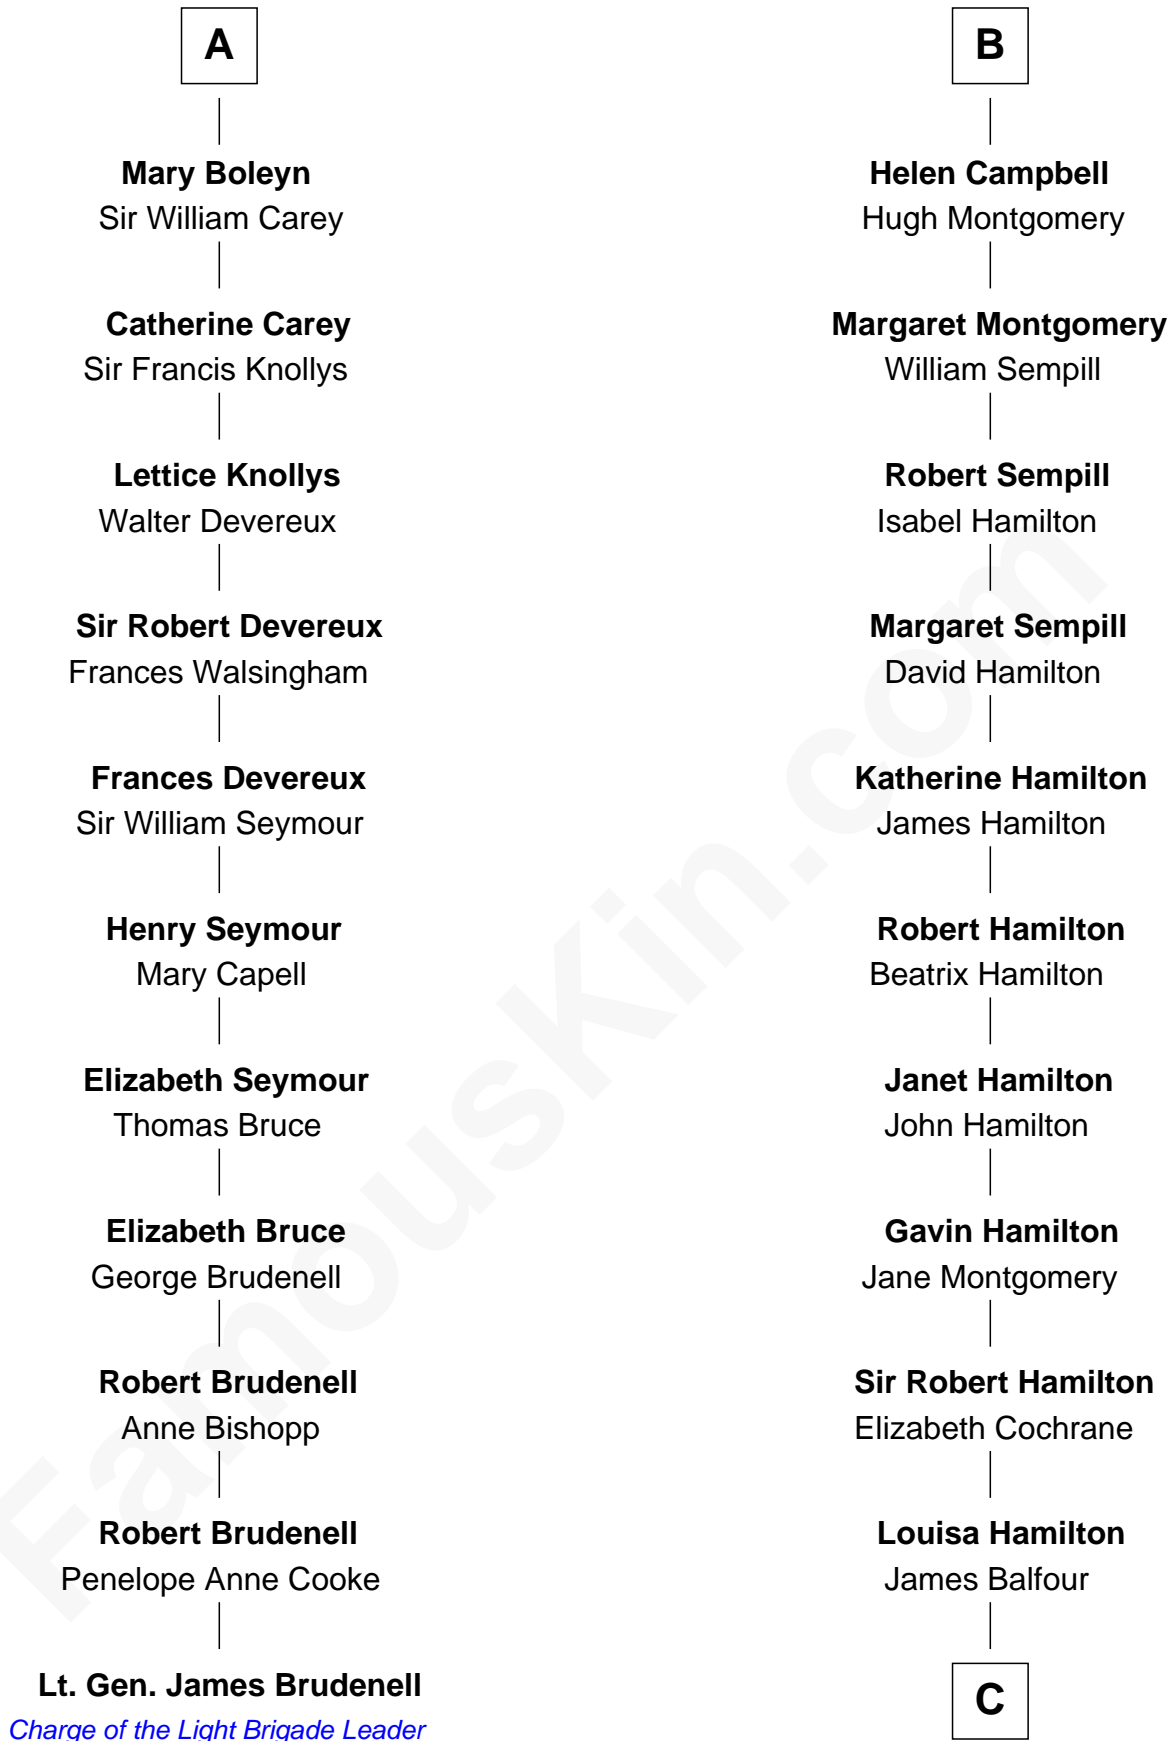 A
Mary Boleyn
Sir William Carey
Catherine Carey
Sir Francis Knollys
Lettice Knollys
Walter Devereux
Sir Robert Devereux
Frances Walsingham
Frances Devereux
Sir William Seymour
Henry Seymour
Mary Capell
Elizabeth Seymour
Thomas Bruce
Elizabeth Bruce
George Brudenell
Robert Brudenell
Anne Bishopp
Robert Brudenell
Penelope Anne Cooke
Lt. Gen. James Brudenell
Charge of the Light Brigade Leader
B
Helen Campbell
Hugh Montgomery
Margaret Montgomery
William Sempill
Robert Sempill
Isabel Hamilton
Margaret Sempill
David Hamilton
Katherine Hamilton
James Hamilton
Robert Hamilton
Beatrix Hamilton
Janet Hamilton
John Hamilton
Gavin Hamilton
Jane Montgomery
Sir Robert Hamilton
Elizabeth Cochrane
Louisa Hamilton
James Balfour
C
FamousKin.com